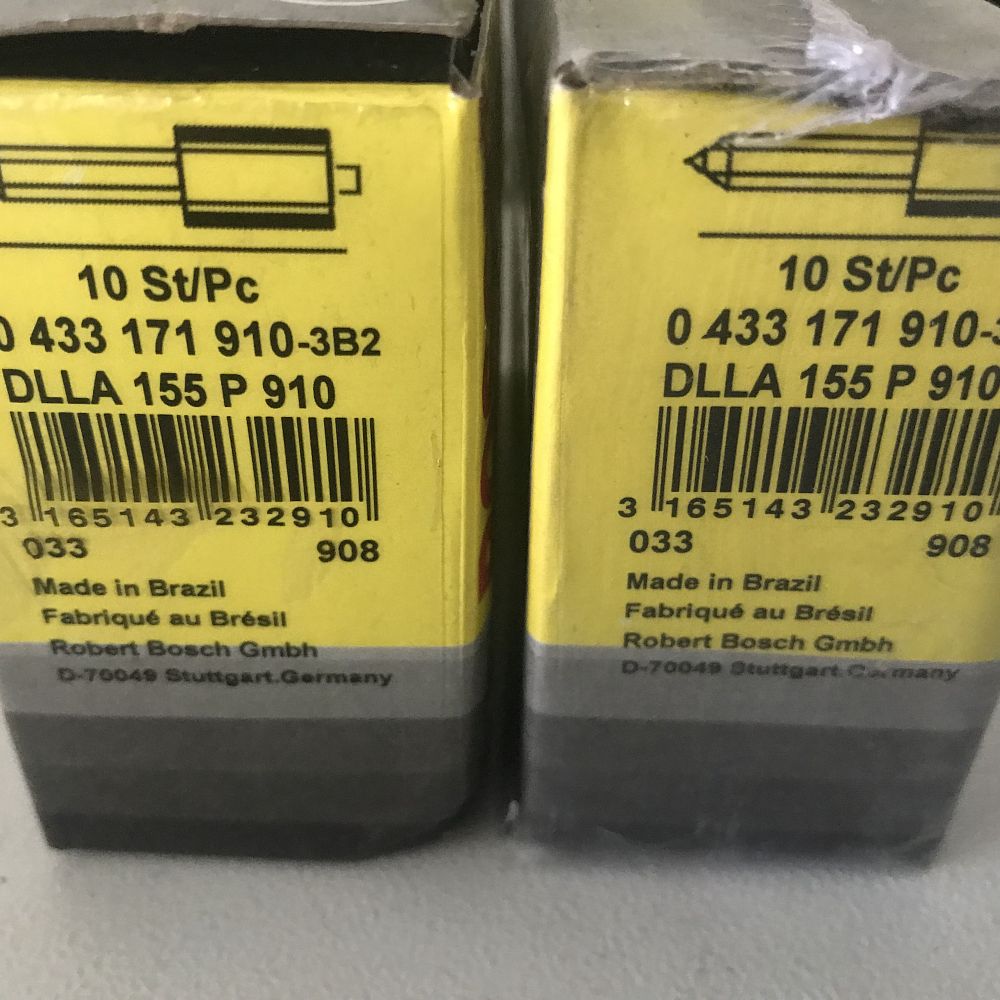 10 St/Pc
0 433 171 910-3B2
DLLA 155 P 910
3 165143 232910
033 908
Made in Brazil
Fabriqué au Brésil
Robert Bosch Gmbh
D-70049 Stuttgart.Germany
10 St/Pc
0 433 171 910-3
DLLA 155 P 910
3 165143 232910
033 908
Made in Brazil
Fabriqué au Brésil
Robert Bosch Gmbh
D-70049 Stuttgart.Germany